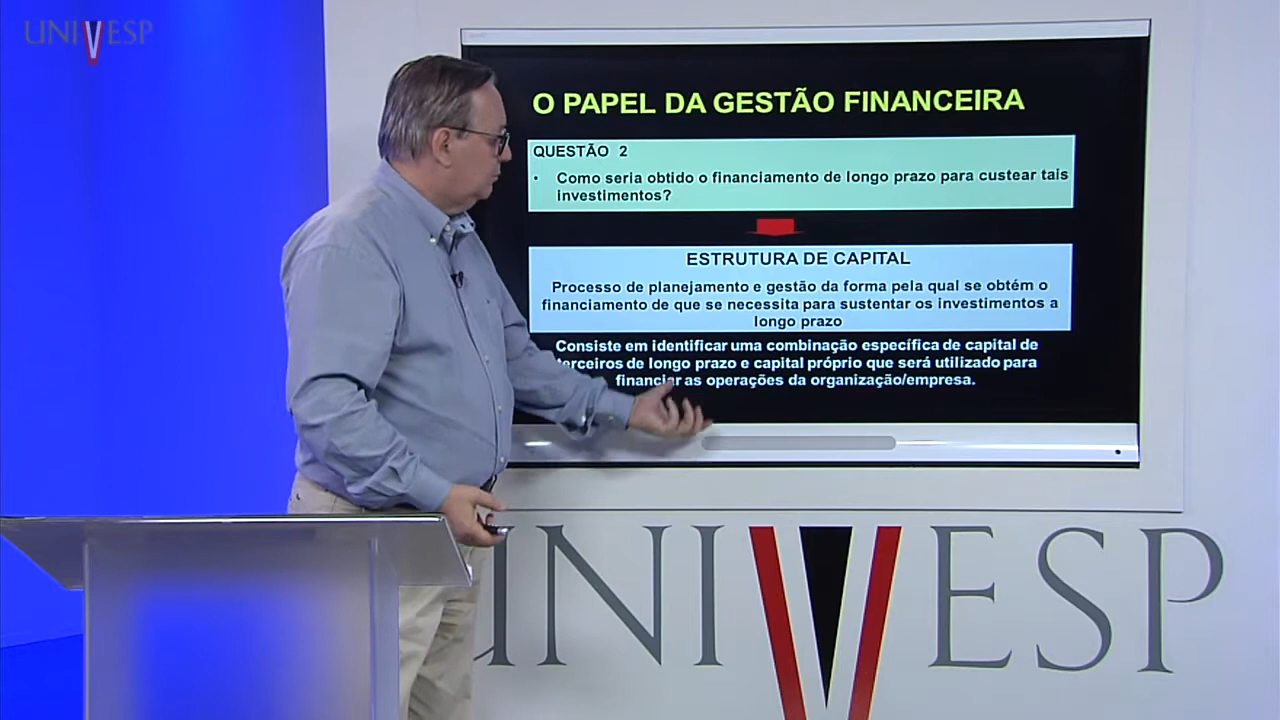 UNIVESP
O PAPEL DA GESTÃO FINANCEIRA
QUESTÃO 2
• Como seria obtido o financiamento de longo prazo para custear tais
investimentos?
ESTRUTURA DE CAPITAL
Processo de planejamento e gestão da forma pela qual se obtém o
financiamento de que se necessita para sustentar os investimentos a
longo prazo
Consiste em identificar uma combinação específica de capital de
terceiros de longo prazo e capital próprio que será utilizado para
financiar as operações da organização/empresa.
UNIVESP